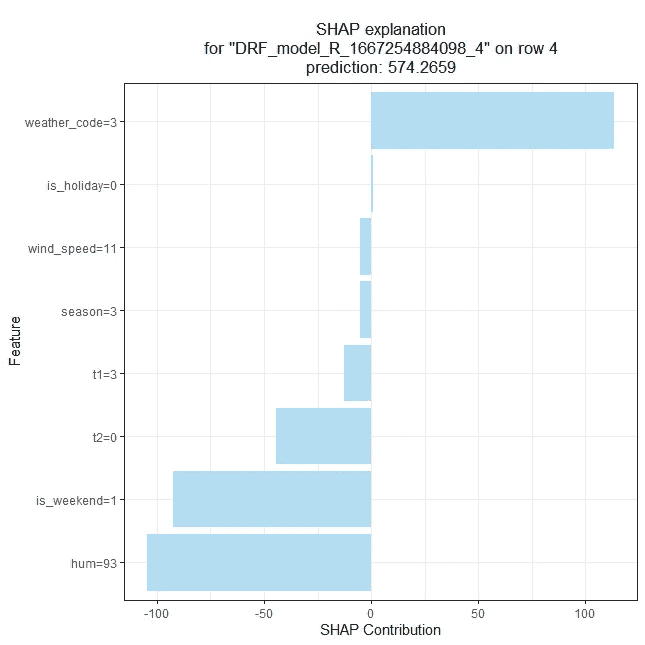 SHAP explanation
for "DRF_model_R_1667254884098_4" on row 4
prediction: 574.2659
weather_code=3
is_holiday=0
wind_speed=11
season=3
t1=3
t2=0
is_weekend=1
hum=93
Feature
-100
-50
0
50
100
SHAP Contribution